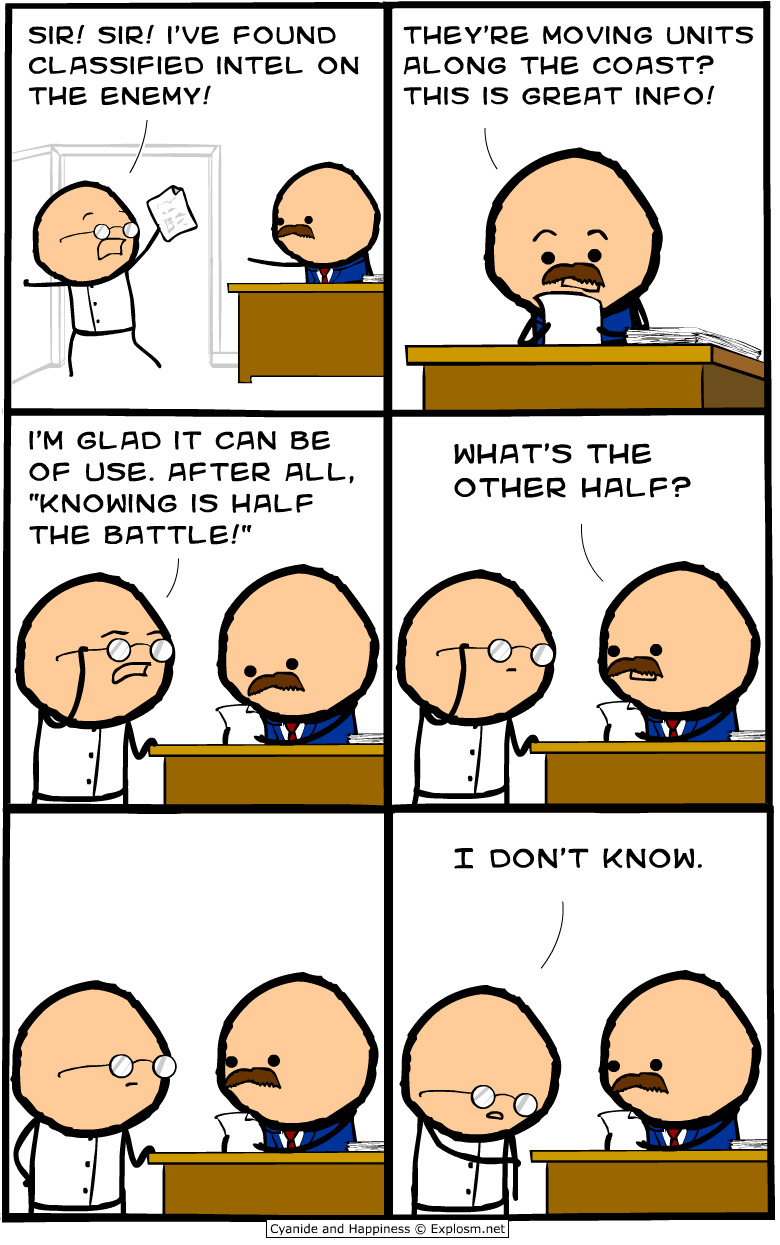 SIR! SIR! I'VE FOUND
CLASSIFIED INTEL ON
THE ENEMY!
THEY'RE MOVING UNITS
ALONG THE COAST?
THIS IS GREAT INFO!
I'M GLAD IT CAN BE
OF USE. AFTER ALL,
"KNOWING IS HALF
THE BATTLE!"
WHAT'S THE
OTHER HALF?
I DON'T KNOW.
Cyanide and Happiness © Explosm.net